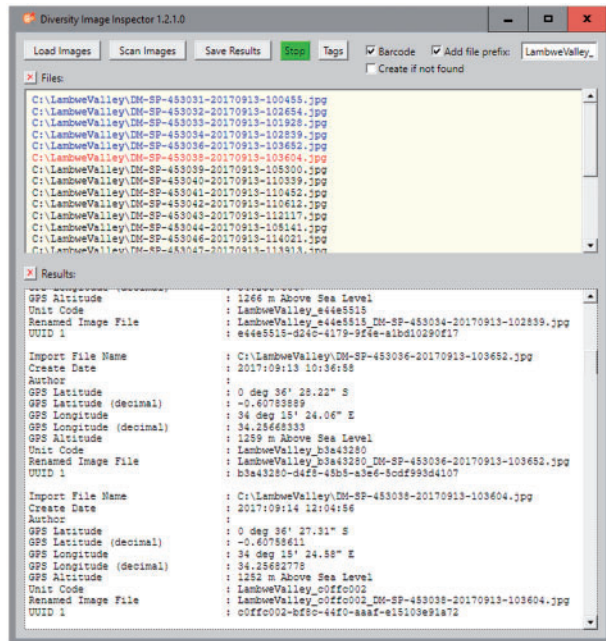 Diversity Image Inspector 1.2.1.0
Load Images Scan Images Save Results Stop Tags Barcode Add file prefix: LambweValley_
Create if not found
Files:
C:\LambweValley\DM-SP-453031-20170913-100455.jpg
C:\LambweValley\DM-SP-453032-20170913-102654.jpg
C:\LambweValley\DM-SP-453033-20170913-101928.jpg
C:\LambweValley\DM-SP-453034-20170913-102839.jpg
C:\LambweValley\DM-SP-453036-20170913-103652.jpg
C:\LambweValley\DM-SP-453038-20170913-103604.jpg
C:\LambweValley\DM-SP-453039-20170913-105300.jpg
C:\LambweValley\DM-SP-453040-20170913-110339.jpg
C:\LambweValley\DM-SP-453041-20170913-110452.jpg
C:\LambweValley\DM-SP-453042-20170913-110612.jpg
C:\LambweValley\DM-SP-453043-20170913-112117.jpg
C:\LambweValley\DM-SP-453044-20170913-105141.jpg
C:\LambweValley\DM-SP-453046-20170913-114021.jpg
C:\LambweValley\DM-SP-453047-20170913-113913.jpg
Results:
GPS Longitude (decimal) :
GPS Altitude : 1266 m Above Sea Level
Unit Code : LambweValley_e44e5515
Renamed Image File : LambweValley_e44e5515_DM-SP-453034-20170913-102839.jpg
UUID 1 : e44e5515-d24c-4179-9f4e-a1bd10290f17
Import File Name : C:\LambweValley\DM-SP-453036-20170913-103652.jpg
Create Date : 2017:09:13 10:36:58
Author :
GPS Latitude : 0 deg 36' 28.22" S
GPS Latitude (decimal) : -0.60783889
GPS Longitude : 34 deg 15' 24.06" E
GPS Longitude (decimal) : 34.25668333
GPS Altitude : 1259 m Above Sea Level
Unit Code : LambweValley_b3a43280
Renamed Image File : LambweValley_b3a43280_DM-SP-453036-20170913-103652.jpg
UUID 1 : b3a43280-d4f8-45b5-a3e6-5cdf993d4107
Import File Name : C:\LambweValley\DM-SP-453038-20170913-103604.jpg
Create Date : 2017:09:14 12:04:56
Author :
GPS Latitude : 0 deg 36' 27.31" S
GPS Latitude (decimal) : -0.60758611
GPS Longitude : 34 deg 15' 24.58" E
GPS Longitude (decimal) : 34.25682778
GPS Altitude : 1252 m Above Sea Level
Unit Code : LambweValley_c0ffc002
Renamed Image File : LambweValley_c0ffc002_DM-SP-453038-20170913-103604.jpg
UUID 1 : c0ffc002-bf8c-44f0-aaaf-e15103e91a72